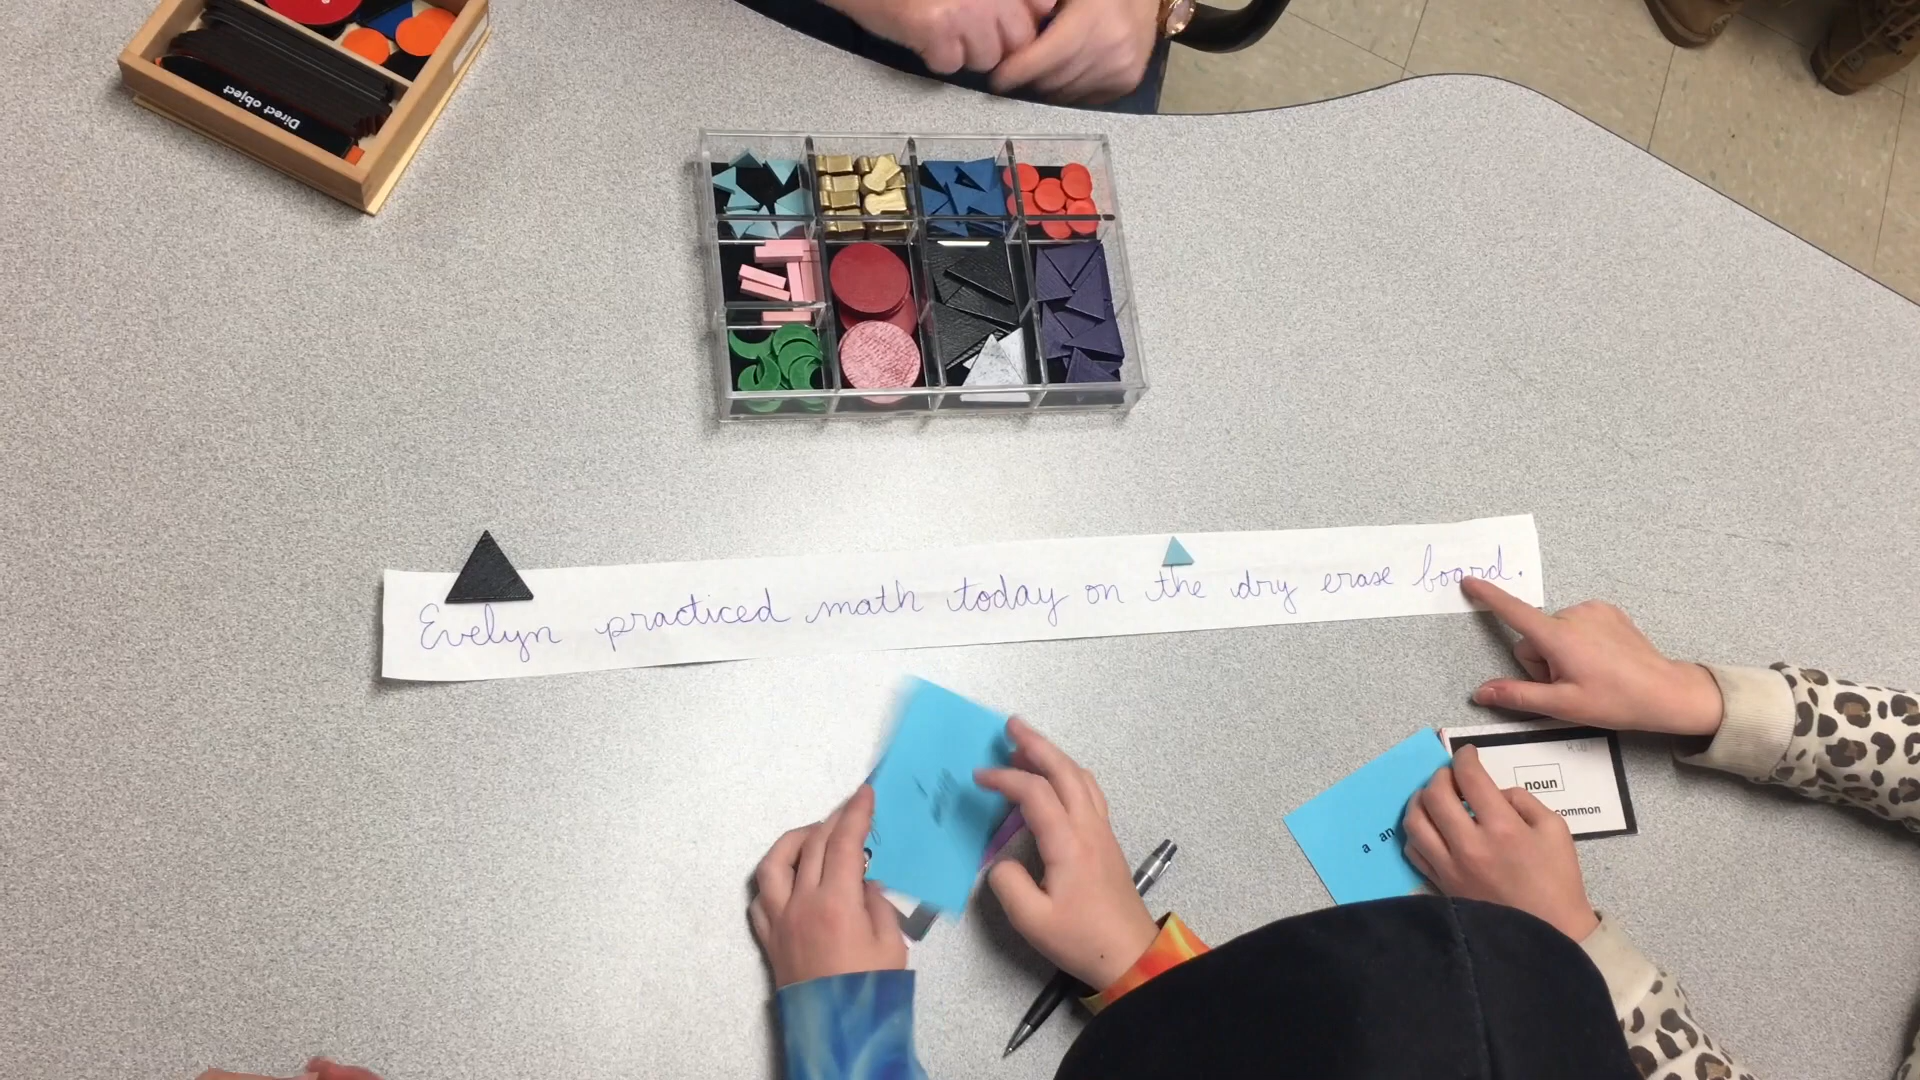 Direct object
Evelyn practiced math today on the dry erase board.
noun
common
a an